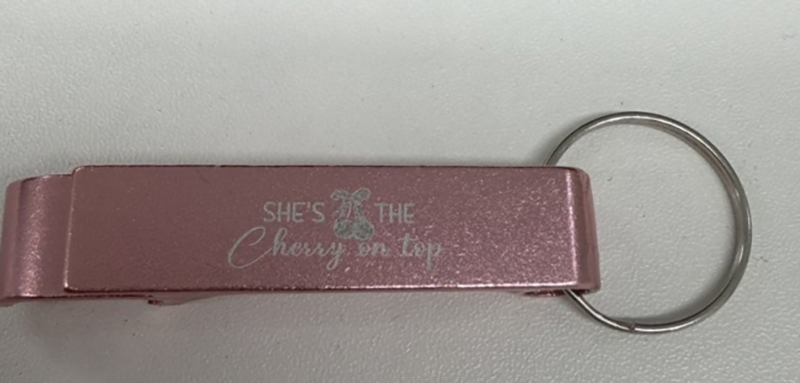 SHE'S THE
Cherry on top